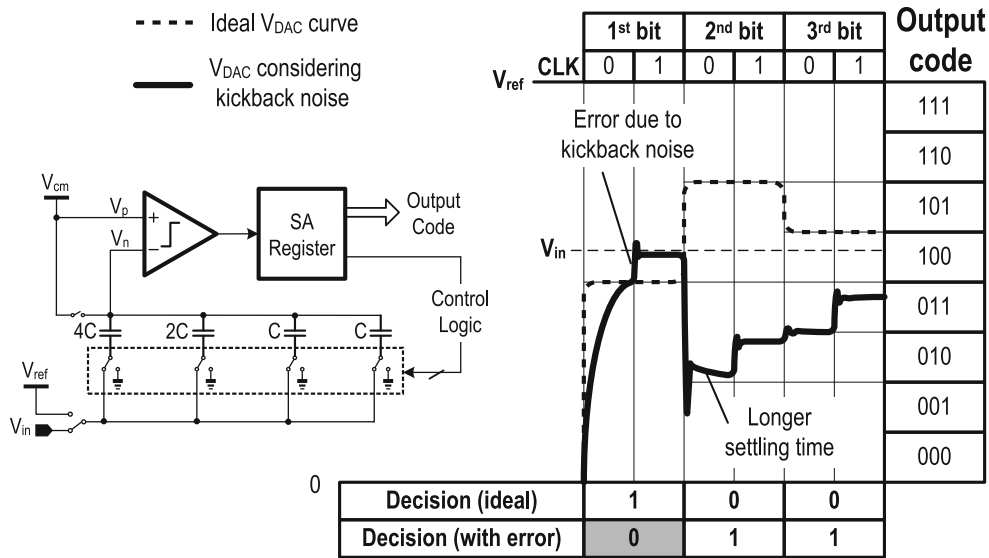 Ideal VDAC curve
VDAC considering
kickback noise
Vcm
Vp
Vn
+
−
SA
Register
Output
Code
Control
Logic
4C
2C
C
C
Vref
Vin
1st bit
2nd bit
3rd bit
Output
code
Vref
CLK
0
1
0
1
0
1
Error due to
kickback noise
Vin
Longer
settling time
111
110
101
100
011
010
001
000
0
Decision (ideal)
1
0
0
Decision (with error)
0
1
1